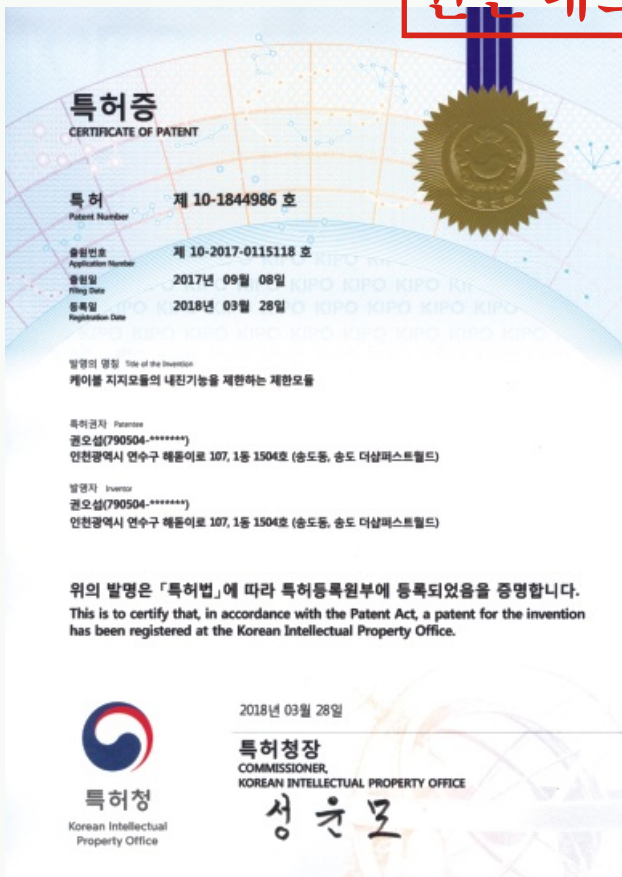 특허증
CERTIFICATE OF PATENT
특 허 제 10-1844986 호
Patent Number
출원번호 제 10-2017-0115118 호
Application Number
출원일 2017년 09월 08일
Filing Date
등록일 2018년 03월 28일
Registration Date
KIPO KIPO KIPO KIPO KIPO
발명의 명칭 Title of the Invention
케이블 지지모듈의 내진기능을 제한하는 제한모듈
특허권자 Patentee
권오섭(790504-*******)
인천광역시 연수구 해돋이로 107, 1동 1504호 (송도동, 송도 더샵퍼스트월드)
발명자 Inventor
권오섭(790504-*******)
인천광역시 연수구 해돋이로 107, 1동 1504호 (송도동, 송도 더샵퍼스트월드)
위의 발명은 「특허법」에 따라 특허등록원부에 등록되었음을 증명합니다.
This is to certify that, in accordance with the Patent Act, a patent for the invention
has been registered at the Korean Intellectual Property Office.
2018년 03월 28일
특허청장
COMMISSIONER,
KOREAN INTELLECTUAL PROPERTY OFFICE
성윤모
특허청
Korean Intellectual
Property Office